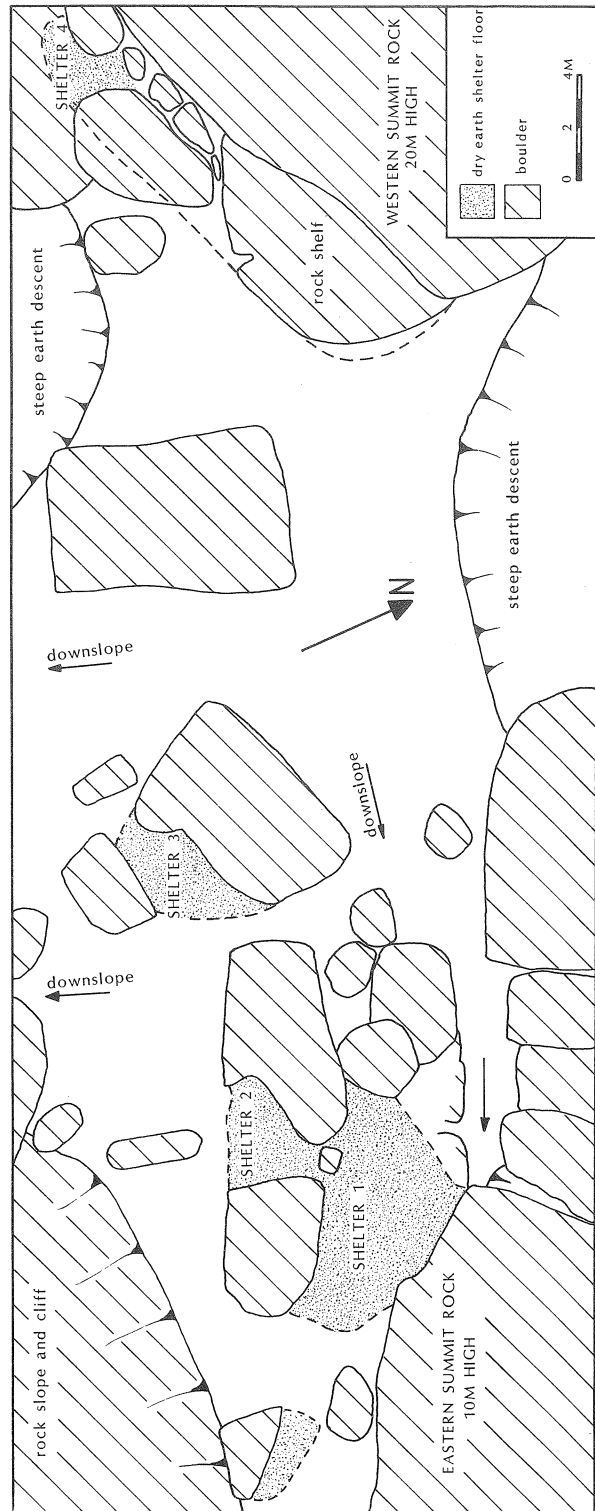 rock slope and cliff
EASTERN SUMMIT ROCK
10M HIGH
SHELTER 1
SHELTER 2
downslope
SHELTER 3
downslope
downslope
N
steep earth descent
steep earth descent
rock shelf
SHELTER 4
WESTERN SUMMIT ROCK
20M HIGH
dry earth shelter floor
boulder
0 2 4M